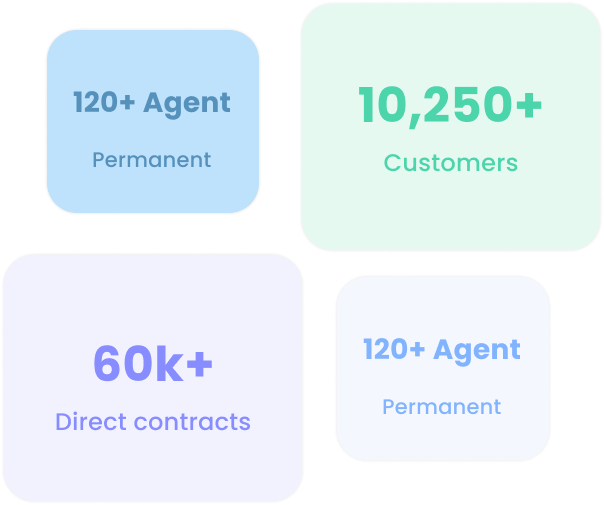 120+ Agent
Permanent
10,250+
Customers
60k+
Direct contracts
120+ Agent
Permanent